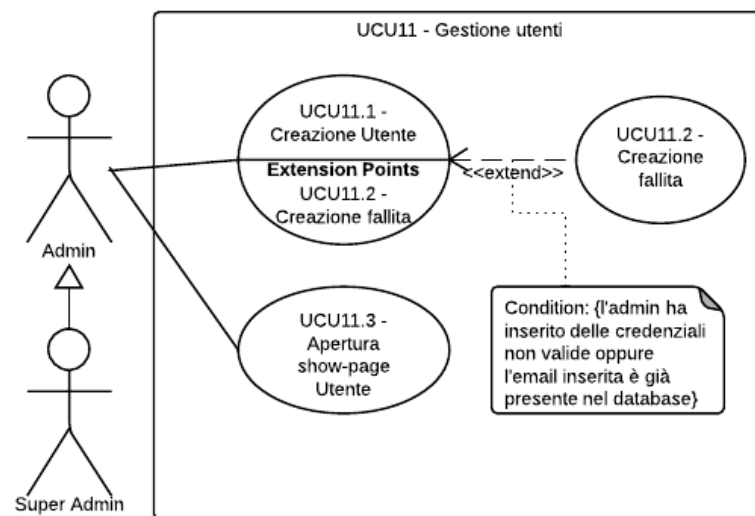 UCU11 - Gestione utenti
UCU11.1 -
Creazione Utente
Extension Points
UCU11.2 -
Creazione fallita
<<extend>>
UCU11.2 -
Creazione
fallita
Admin
UCU11.3 -
Apertura
show-page
Utente
Condition: {l'admin ha
inserito delle credenziali
non valide oppure
l'email inserita è già
presente nel database}
Super Admin